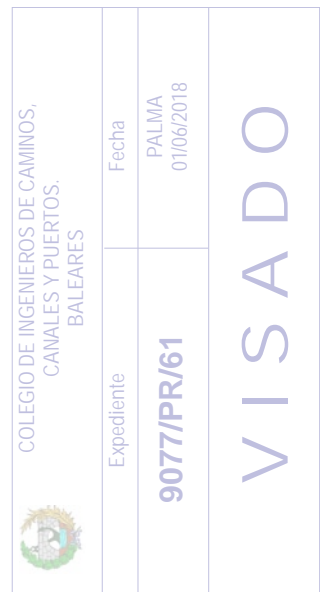 COLEGIO DE INGENIEROS DE CAMINOS,
CANALES Y PUERTOS.
BALEARES
Expediente
Fecha
9077/PR/61
PALMA
01/06/2018
VISADO